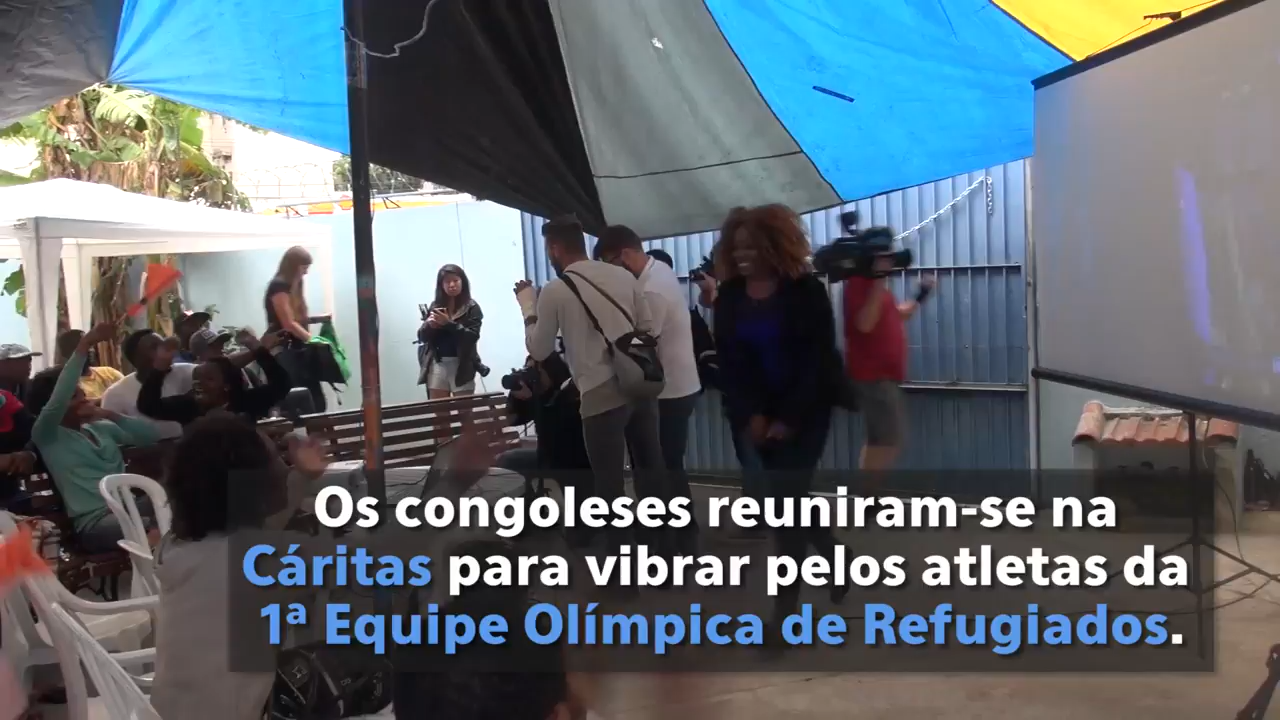 Os congoleses reuniram-se na
Cáritas para vibrar pelos atletas da
1ª Equipe Olímpica de Refugiados.